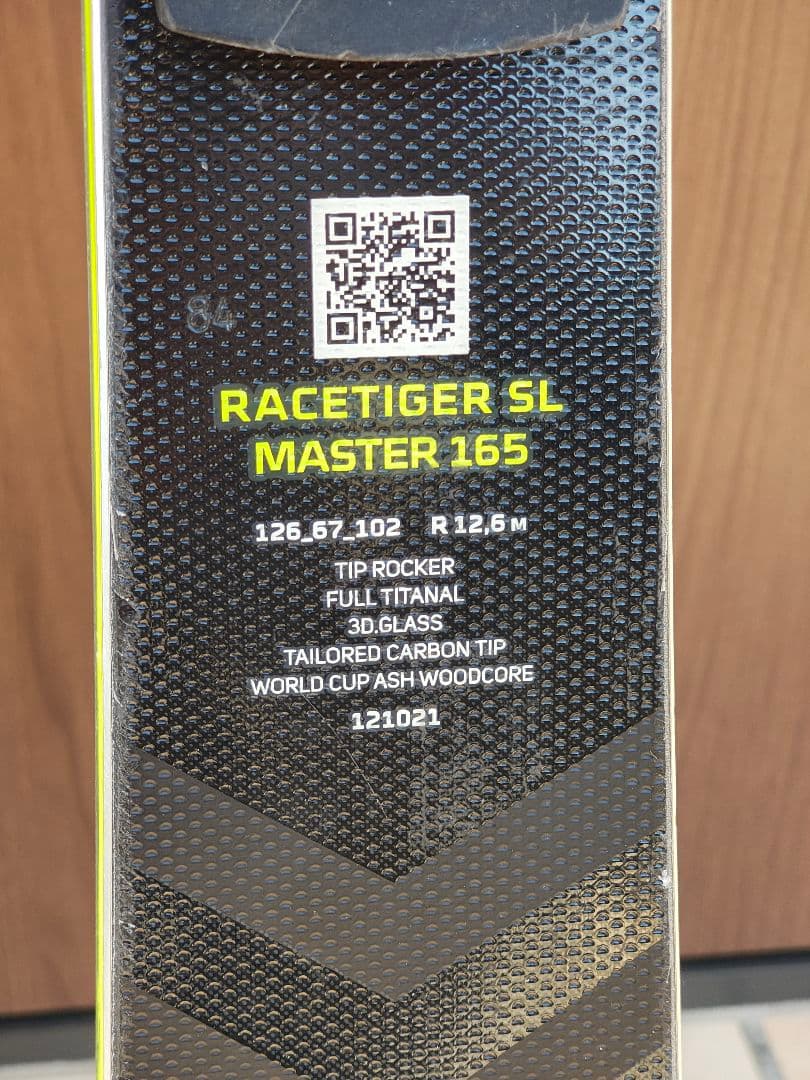 84
RACETIGER SL
MASTER 165
126_67_102 R 12,6 M
TIP ROCKER
FULL TITANAL
3D.GLASS
TAILORED CARBON TIP
WORLD CUP ASH WOODCORE
121021